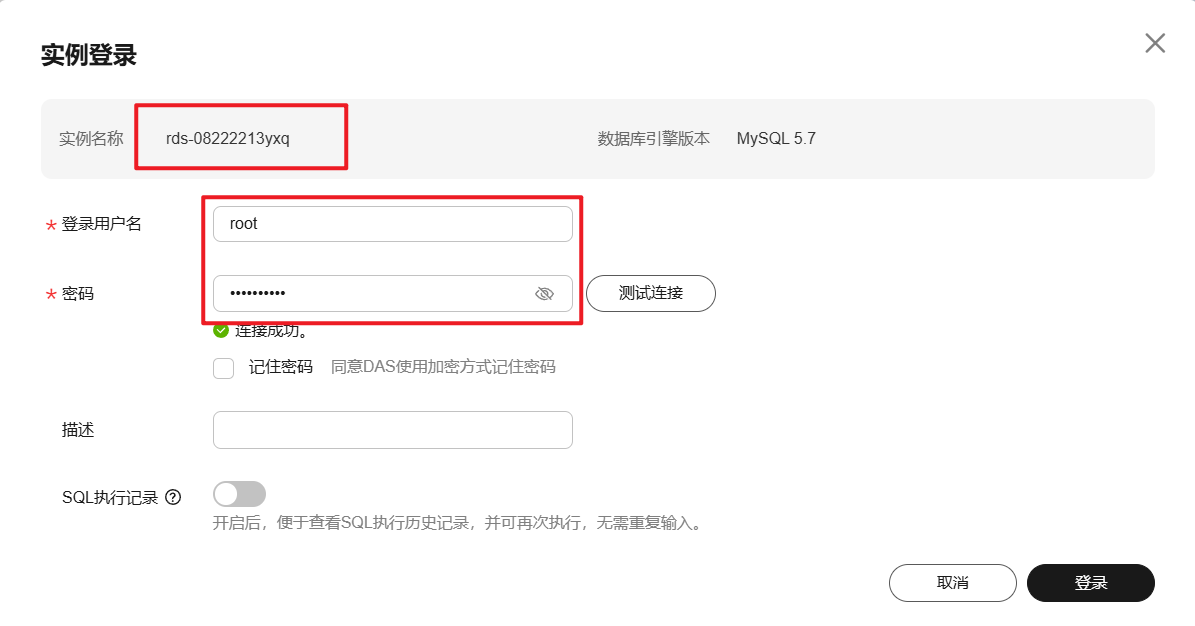 实例登录
实例名称 rds-08222213yxq 数据库引擎版本 MySQL 5.7
* 登录用户名 root
* 密码 •••••••••• 测试连接
连接成功。
记住密码 同意DAS使用加密方式记住密码
描述
SQL执行记录 ?
开启后，便于查看SQL执行历史记录，并可再次执行，无需重复输入。
取消 登录